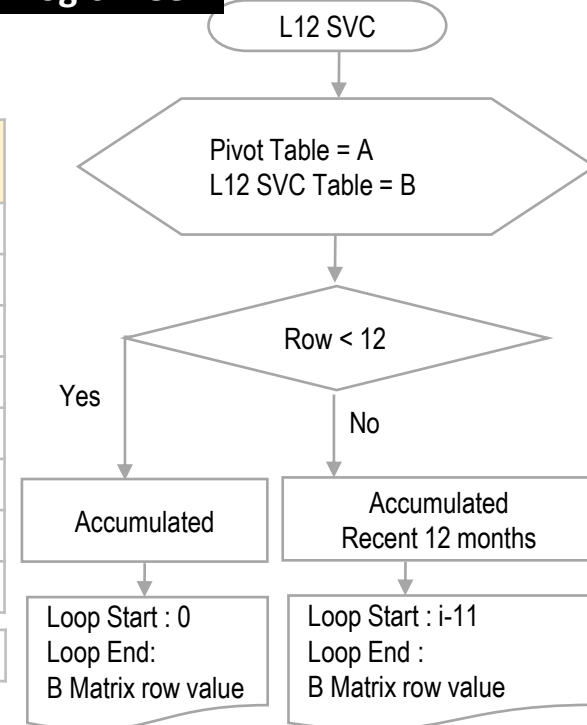 L12 SVC
Pivot Table = A
L12 SVC Table = B
Row < 12
Yes
No
Accumulated
Accumulated
Recent 12 months
Loop Start : 0
Loop End:
B Matrix row value
Loop Start : i-11
Loop End :
B Matrix row value